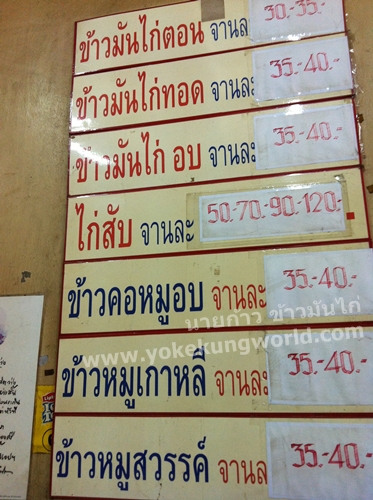 ข้าวมันไก่ตอน จานละ 30.-35.-
ข้าวมันไก่ทอด จานละ 35.-40.-
ข้าวมันไก่ อบ จานละ 35.-40.-
ไก่สับ จานละ 50.-70.-90.-120.-
ข้าวคอหมูอบ จานละ 35.-40.-
นายก๋าว ข้าวมันไก่
www.yokekungworld.com
ข้าวหมูเกาหลี จานละ 35.-40.-
ข้าวหมูสวรรค์ จานละ 35.-40.-